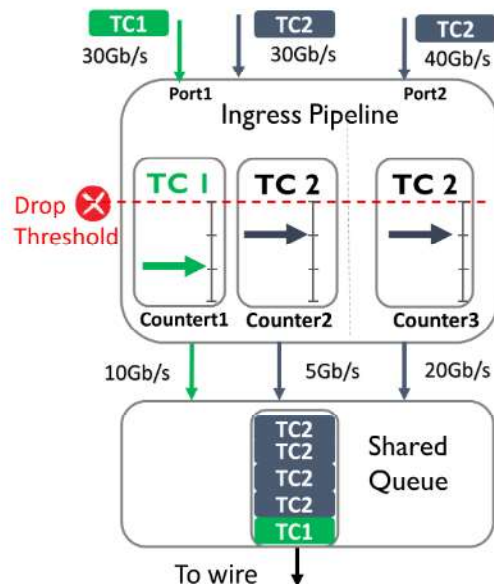 TC1 TC2 TC2
30Gb/s 30Gb/s 40Gb/s
Port1 Port2
Ingress Pipeline
TC 1 TC 2 TC 2
Drop
Threshold
Countert1 Counter2 Counter3
10Gb/s 5Gb/s 20Gb/s
TC2
TC2
TC2
TC2
TC1
Shared
Queue
To wire